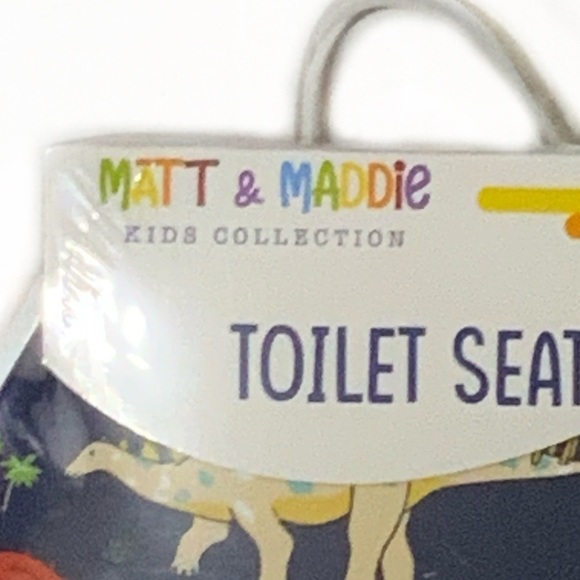 MATT & MADDie
KIDS COLLECTION
TOILET SEAT